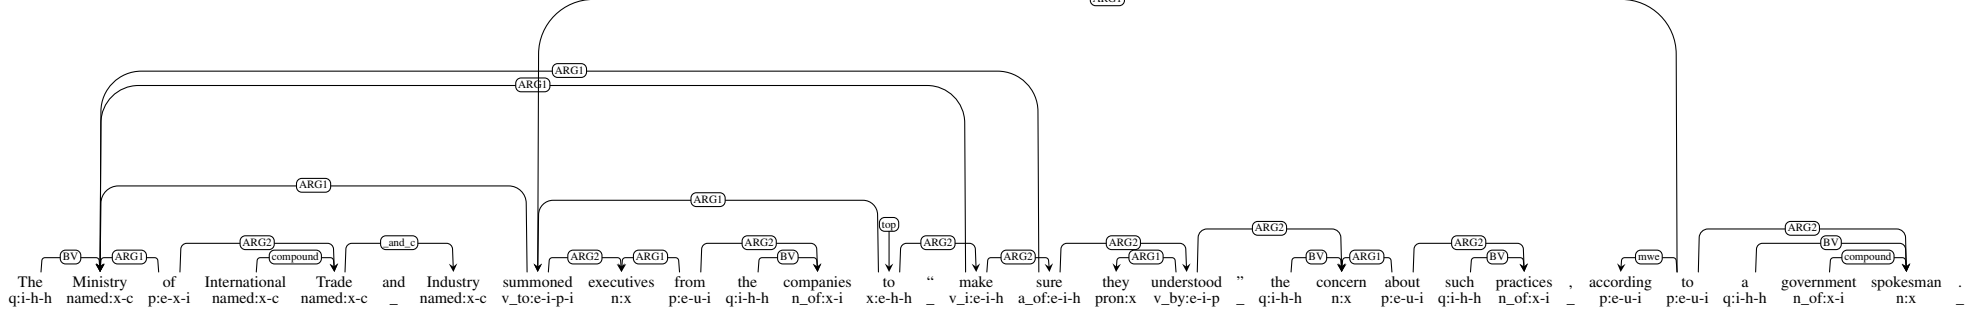 ARG1
ARG1
ARG1
ARG1
ARG1
top
ARG2 ARG2
ARG2 _and_c ARG2 ARG2 ARG2 ARG2 BV
BV ARG1 compound ARG2 ARG1 BV ARG2 ARG1 BV ARG1 BV mwe compound
The Ministry of International Trade and Industry summoned executives from the companies to “ make sure they understood ” the concern about such practices , according to a government spokesman .
q:i-h-h named:x-c p:e-x-i named:x-c named:x-c _ named:x-c v_to:e-i-p-i n:x p:e-u-i q:i-h-h n_of:x-i x:e-h-h _ v_i:e-i-h a_of:e-i-h pron:x v_by:e-i-p _ q:i-h-h n:x p:e-u-i q:i-h-h n_of:x-i _ p:e-u-i p:e-u-i q:i-h-h n_of:x-i n:x _